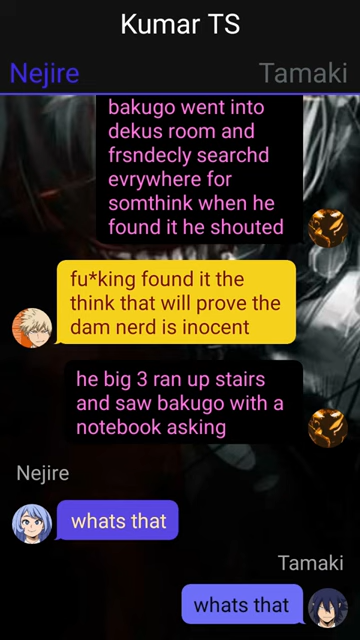 Kumar TS
Nejire
Tamaki
bakugo went into
dekus room and
frsndecly searchd
evrywhere for
somthink when he
found it he shouted
fu*king found it the
think that will prove the
dam nerd is inocent
he big 3 ran up stairs
and saw bakugo with a
notebook asking
Nejire
whats that
Tamaki
whats that